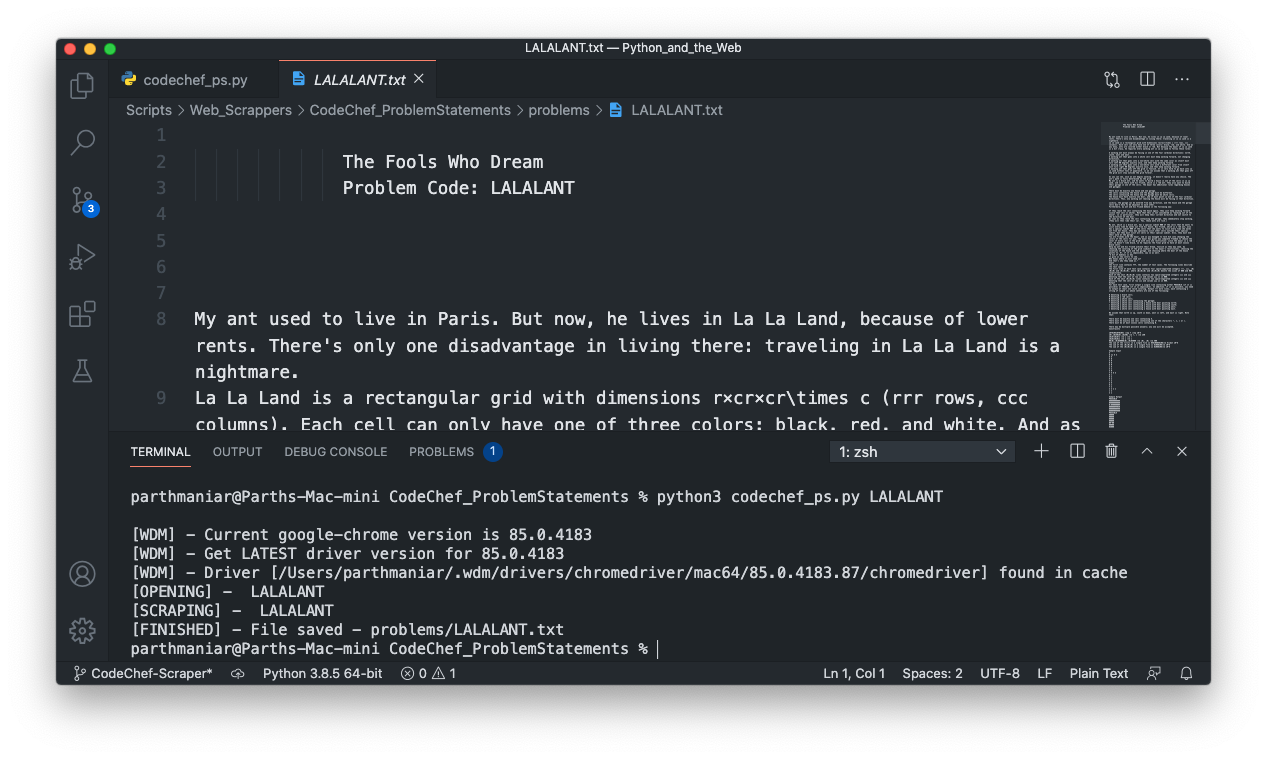 LALALANT.txt — Python_and_the_Web
codechef_ps.py
LALALANT.txt
Scripts > Web_Scrappers > CodeChef_ProblemStatements > problems > LALALANT.txt
1
2 The Fools Who Dream
3 Problem Code: LALALANT
4
5
6
7
8 My ant used to live in Paris. But now, he lives in La La Land, because of lower
rents. There's only one disadvantage in living there: traveling in La La Land is a
nightmare.
9 La La Land is a rectangular grid with dimensions r×cr×cr\times c (rrr rows, ccc
columns). Each cell can only have one of three colors: black, red, and white. And as
3
TERMINAL OUTPUT DEBUG CONSOLE PROBLEMS 1 1: zsh
parthmaniar@Parths-Mac-mini CodeChef_ProblemStatements % python3 codechef_ps.py LALALANT
[WDM] - Current google-chrome version is 85.0.4183
[WDM] - Get LATEST driver version for 85.0.4183
[WDM] - Driver [/Users/parthmaniar/.wdm/drivers/chromedriver/mac64/85.0.4183.87/chromedriver] found in cache
[OPENING] -  LALALANT
[SCRAPING] -  LALALANT
[FINISHED] - File saved - problems/LALALANT.txt
parthmaniar@Parths-Mac-mini CodeChef_ProblemStatements %
CodeChef-Scraper* Python 3.8.5 64-bit 0 1 Ln 1, Col 1 Spaces: 2 UTF-8 LF Plain Text